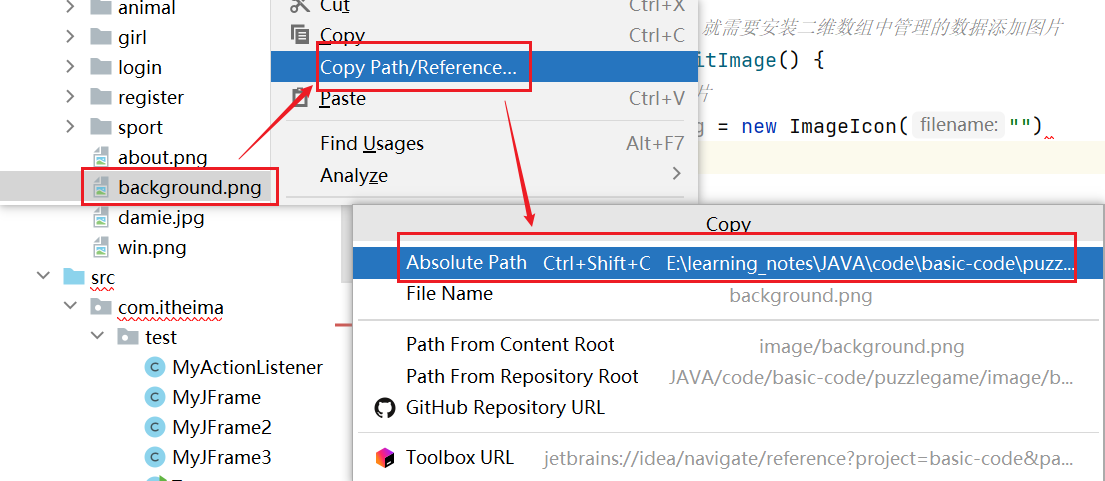 animal
girl
login
register
sport
about.png
background.png
damie.jpg
win.png
src
com.itheima
test
MyActionListener
MyJFrame
MyJFrame2
MyJFrame3
Cut Ctrl+X
Copy Ctrl+C
Copy Path/Reference...
Paste Ctrl+V
Find Usages Alt+F7
Analyze
就需要安装二维数组中管理的数据添加图片
itImage() {
片
g = new ImageIcon( filename: "")
Copy
Absolute Path Ctrl+Shift+C E:\learning_notes\JAVA\code\basic-code\puzz...
File Name background.png
Path From Content Root image/background.png
Path From Repository Root JAVA/code/basic-code/puzzlegame/image/b...
GitHub Repository URL
Toolbox URL jetbrains://idea/navigate/reference?project=basic-code&pa...